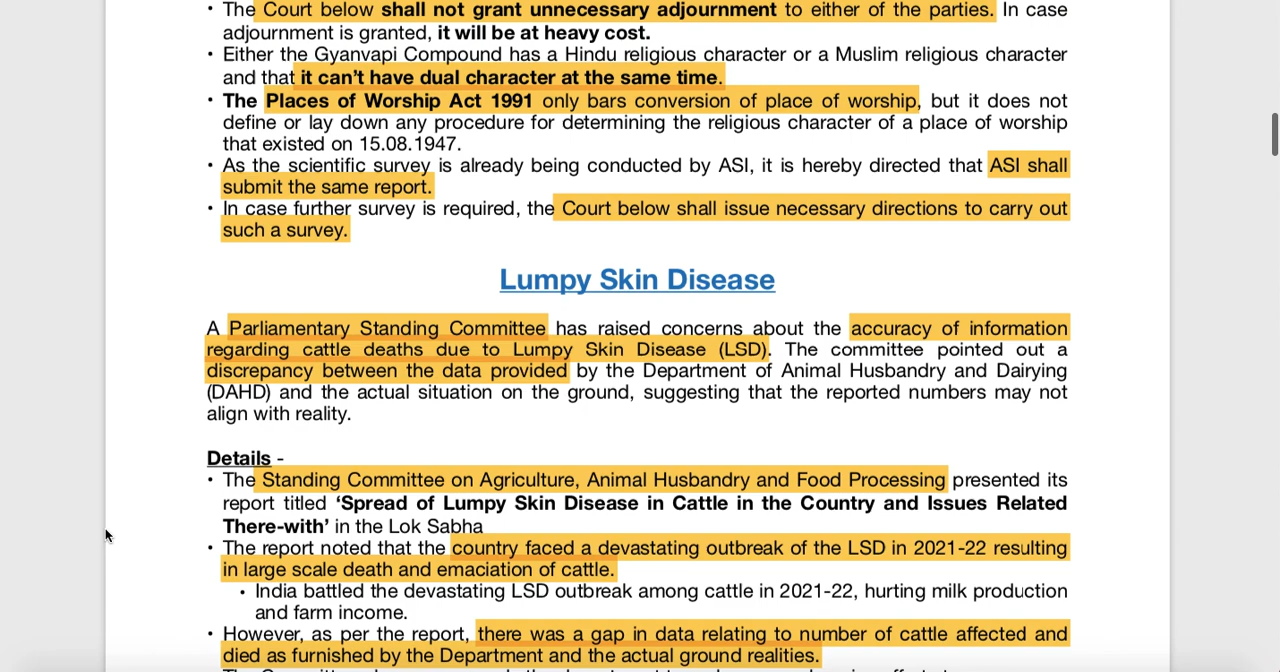 • The Court below shall not grant unnecessary adjournment to either of the parties. In case
adjournment is granted, it will be at heavy cost.
• Either the Gyanvapi Compound has a Hindu religious character or a Muslim religious character
and that it can’t have dual character at the same time.
• The Places of Worship Act 1991 only bars conversion of place of worship, but it does not
define or lay down any procedure for determining the religious character of a place of worship
that existed on 15.08.1947.
• As the scientific survey is already being conducted by ASI, it is hereby directed that ASI shall
submit the same report.
• In case further survey is required, the Court below shall issue necessary directions to carry out
such a survey.
Lumpy Skin Disease
A Parliamentary Standing Committee has raised concerns about the accuracy of information
regarding cattle deaths due to Lumpy Skin Disease (LSD). The committee pointed out a
discrepancy between the data provided by the Department of Animal Husbandry and Dairying
(DAHD) and the actual situation on the ground, suggesting that the reported numbers may not
align with reality.
Details -
• The Standing Committee on Agriculture, Animal Husbandry and Food Processing presented its
report titled ‘Spread of Lumpy Skin Disease in Cattle in the Country and Issues Related
There-with’ in the Lok Sabha
• The report noted that the country faced a devastating outbreak of the LSD in 2021-22 resulting
in large scale death and emaciation of cattle.
• India battled the devastating LSD outbreak among cattle in 2021-22, hurting milk production
and farm income.
• However, as per the report, there was a gap in data relating to number of cattle affected and
died as furnished by the Department and the actual ground realities.